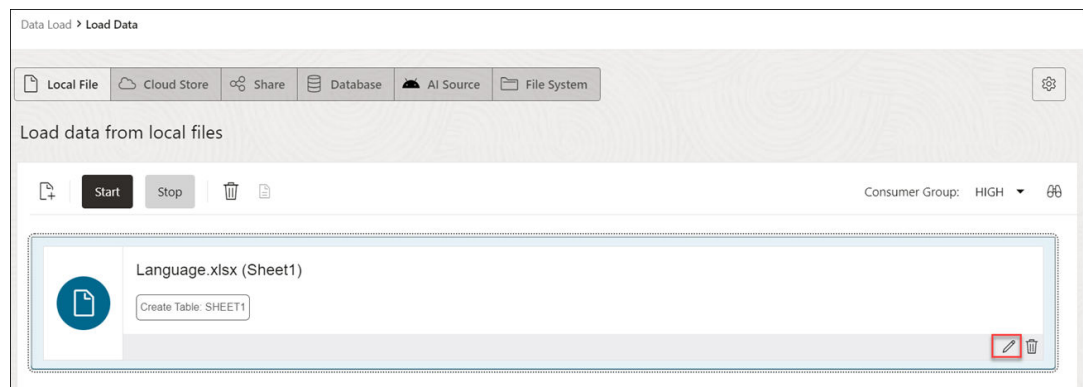 Data Load > Load Data
Local File Cloud Store Share Database AI Source File System
Load data from local files
Start Stop Consumer Group: HIGH
Language.xlsx (Sheet1)
Create Table: SHEET1